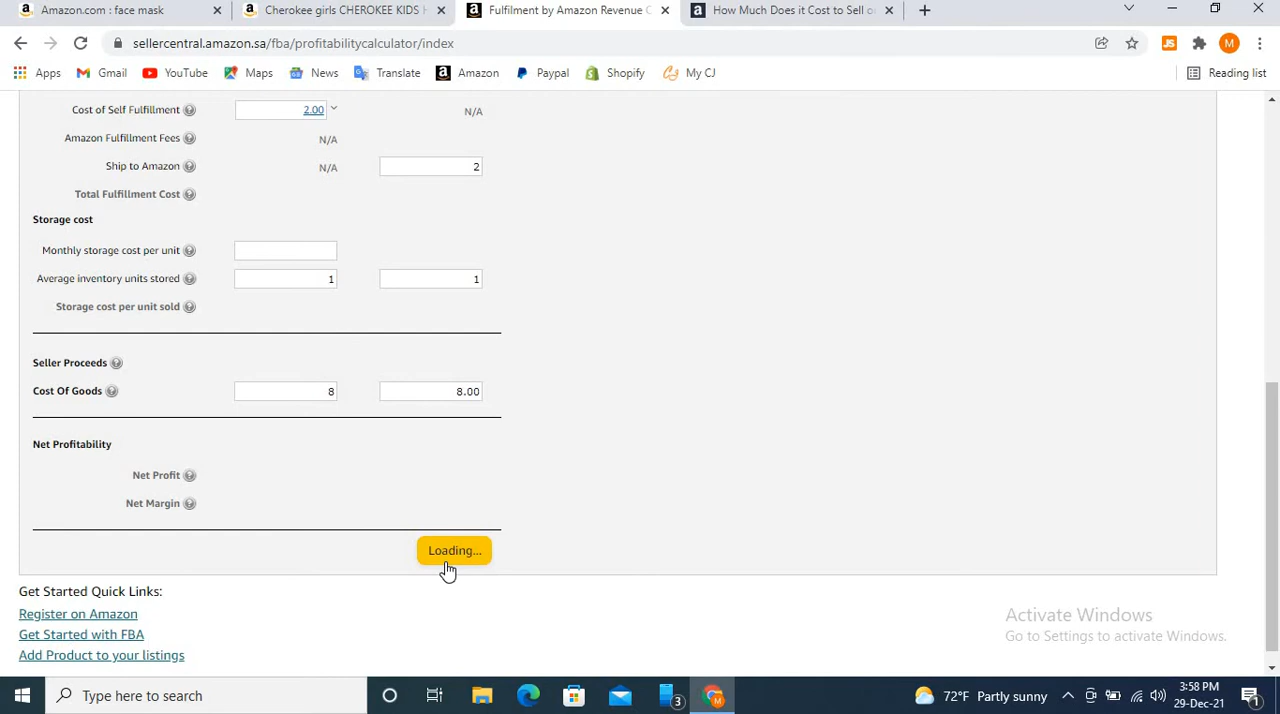 Amazon.com : face mask
Cherokee girls CHEROKEE KIDS H
Fulfilment by Amazon Revenue C
How Much Does it Cost to Sell o
sellercentral.amazon.sa/fba/profitabilitycalculator/index
M
Apps Gmail YouTube Maps News Translate Amazon Paypal Shopify My CJ Reading list
Cost of Self Fulfillment 2.00 N/A
Amazon Fulfillment Fees N/A
Ship to Amazon N/A 2
Total Fulfillment Cost
Storage cost
Monthly storage cost per unit
Average inventory units stored 1 1
Storage cost per unit sold
Seller Proceeds
Cost Of Goods 8 8.00
Net Profitability
Net Profit
Net Margin
Loading...
Get Started Quick Links:
Register on Amazon
Get Started with FBA
Add Product to your listings
Activate Windows
Go to Settings to activate Windows.
Type here to search
3
72°F Partly sunny
3:58 PM
29-Dec-21
1